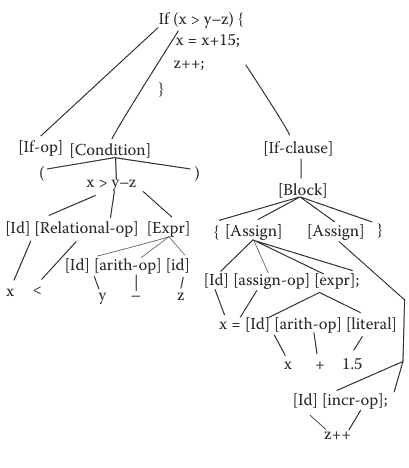 If (x > y–z) {
x = x+15;
z++;
}
[If-op] [Condition] [If-clause]
( )
x > y–z [Block]
[Id] [Relational-op] [Expr] { [Assign] [Assign] }
[Id] [arith-op] [id] [Id] [assign-op] [expr];
x < y – z
x = [Id] [arith-op] [literal]
x + 1.5
[Id] [incr-op];
z++